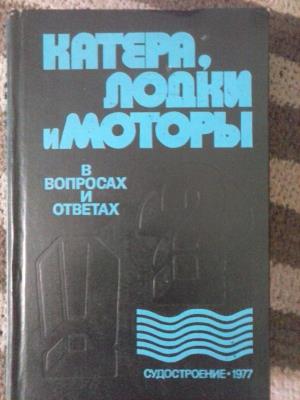 КАТЕРА,
ЛОДКИ
и МОТОРЫ
В
ВОПРОСАХ
И
ОТВЕТАХ
СУДОСТРОЕНИЕ • 1977